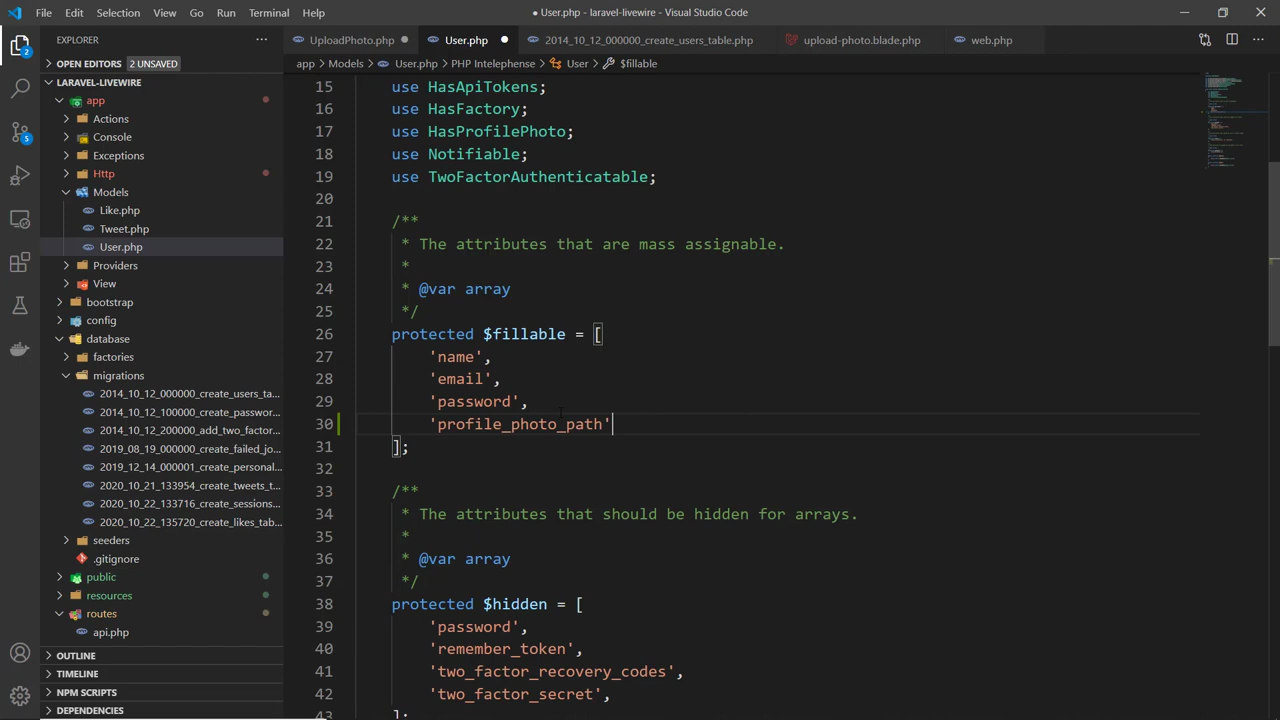 File Edit Selection View Go Run Terminal Help
● User.php - laravel-livewire - Visual Studio Code
EXPLORER
UploadPhoto.php
User.php
2014_10_12_000000_create_users_table.php
upload-photo.blade.php
web.php
OPEN EDITORS 2 UNSAVED
app > Models > User.php > PHP Intelephense > User > $fillable
LARAVEL-LIVEWIRE
app
Actions
Console
Exceptions
Http
Models
Like.php
Tweet.php
User.php
Providers
View
bootstrap
config
database
factories
migrations
2014_10_12_000000_create_users_ta...
2014_10_12_100000_create_passwor...
2014_10_12_200000_add_two_factor...
2019_08_19_000000_create_failed_jo...
2019_12_14_000001_create_personal...
2020_10_21_133954_create_tweets_t...
2020_10_22_133716_create_sessions...
2020_10_22_135720_create_likes_tab...
seeders
.gitignore
public
resources
routes
api.php
OUTLINE
TIMELINE
NPM SCRIPTS
DEPENDENCIES
2
5
15 use HasApiTokens;
16 use HasFactory;
17 use HasProfilePhoto;
18 use Notifiable;
19 use TwoFactorAuthenticatable;
20
21 /**
22 * The attributes that are mass assignable.
23 *
24 * @var array
25 */
26 protected $fillable = [
27 'name',
28 'email',
29 'password',
30 'profile_photo_path'
31 ];
32
33 /**
34 * The attributes that should be hidden for arrays.
35 *
36 * @var array
37 */
38 protected $hidden = [
39 'password',
40 'remember_token',
41 'two_factor_recovery_codes',
42 'two_factor_secret',
43 ];